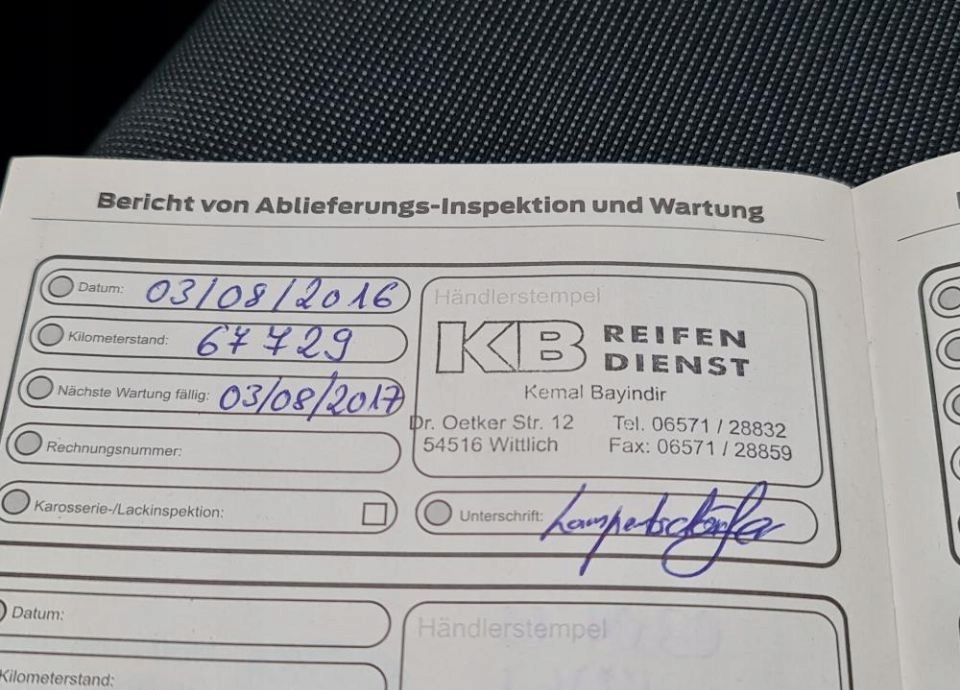 Bericht von Ablieferungs-Inspektion und Wartung
Datum: 03/08/2016
Kilometerstand: 67729
Nächste Wartung fällig: 03/08/2017
Rechnungsnummer:
Karosserie-/Lackinspektion:
Händlerstempel
KB REIFEN DIENST
Kemal Bayindir
Dr. Oetker Str. 12 Tel. 06571 / 28832
54516 Wittlich Fax: 06571 / 28859
Unterschrift:
Datum:
Kilometerstand:
Händlerstempel